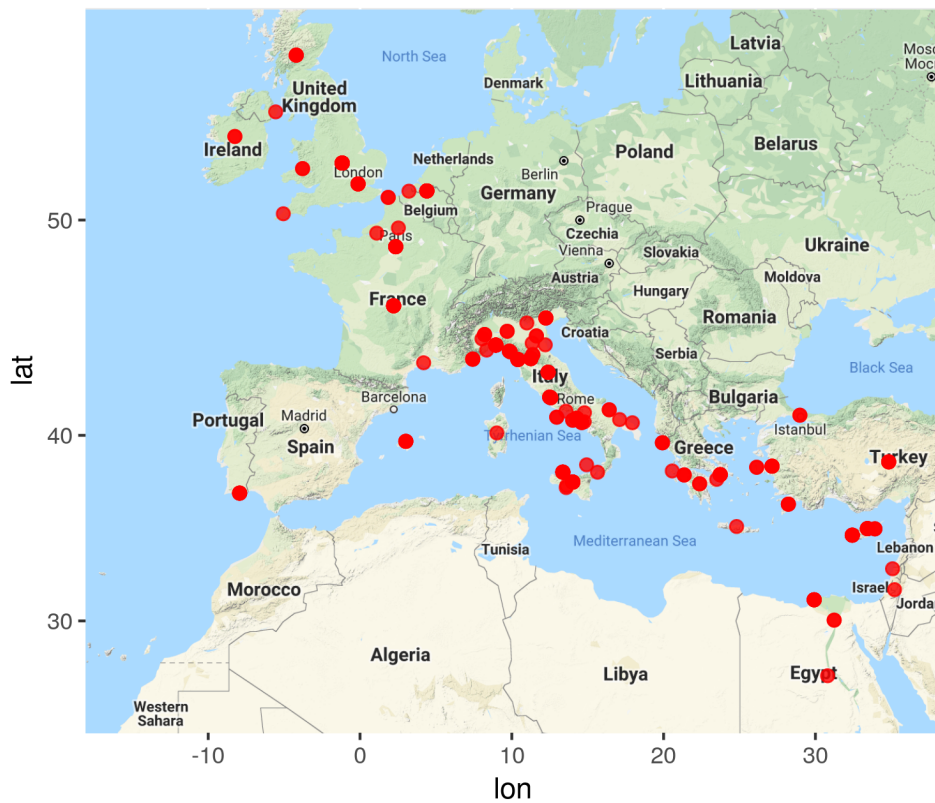 North Sea
Latvia
Mosc
Моск
Lithuania
Denmark
United
Kingdom
Belarus
Ireland
Netherlands
Poland
London
Berlin
Germany
Belgium
Prague
Paris
Czechia
Ukraine
Vienna
Slovakia
Austria
Moldova
Hungary
France
Romania
Croatia
Serbia
Black Sea
Italy
Barcelona
Bulgaria
Rome
Portugal
Madrid
Istanbul
Spain
Tyrrhenian Sea
Greece
Turkey
Mediterranean Sea
Tunisia
Lebanon
Morocco
Israel
Jorda
Algeria
Libya
Egypt
Western
Sahara
50
40
30
lat
-10
0
10
20
30
lon